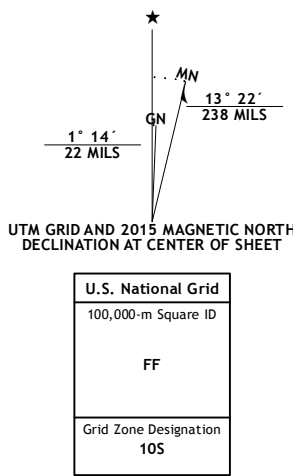 ★
MN
GN
1° 14´
22 MILS
13° 22´
238 MILS
UTM GRID AND 2015 MAGNETIC NORTH
DECLINATION AT CENTER OF SHEET
U.S. National Grid
100,000-m Square ID
FF
Grid Zone Designation
10S